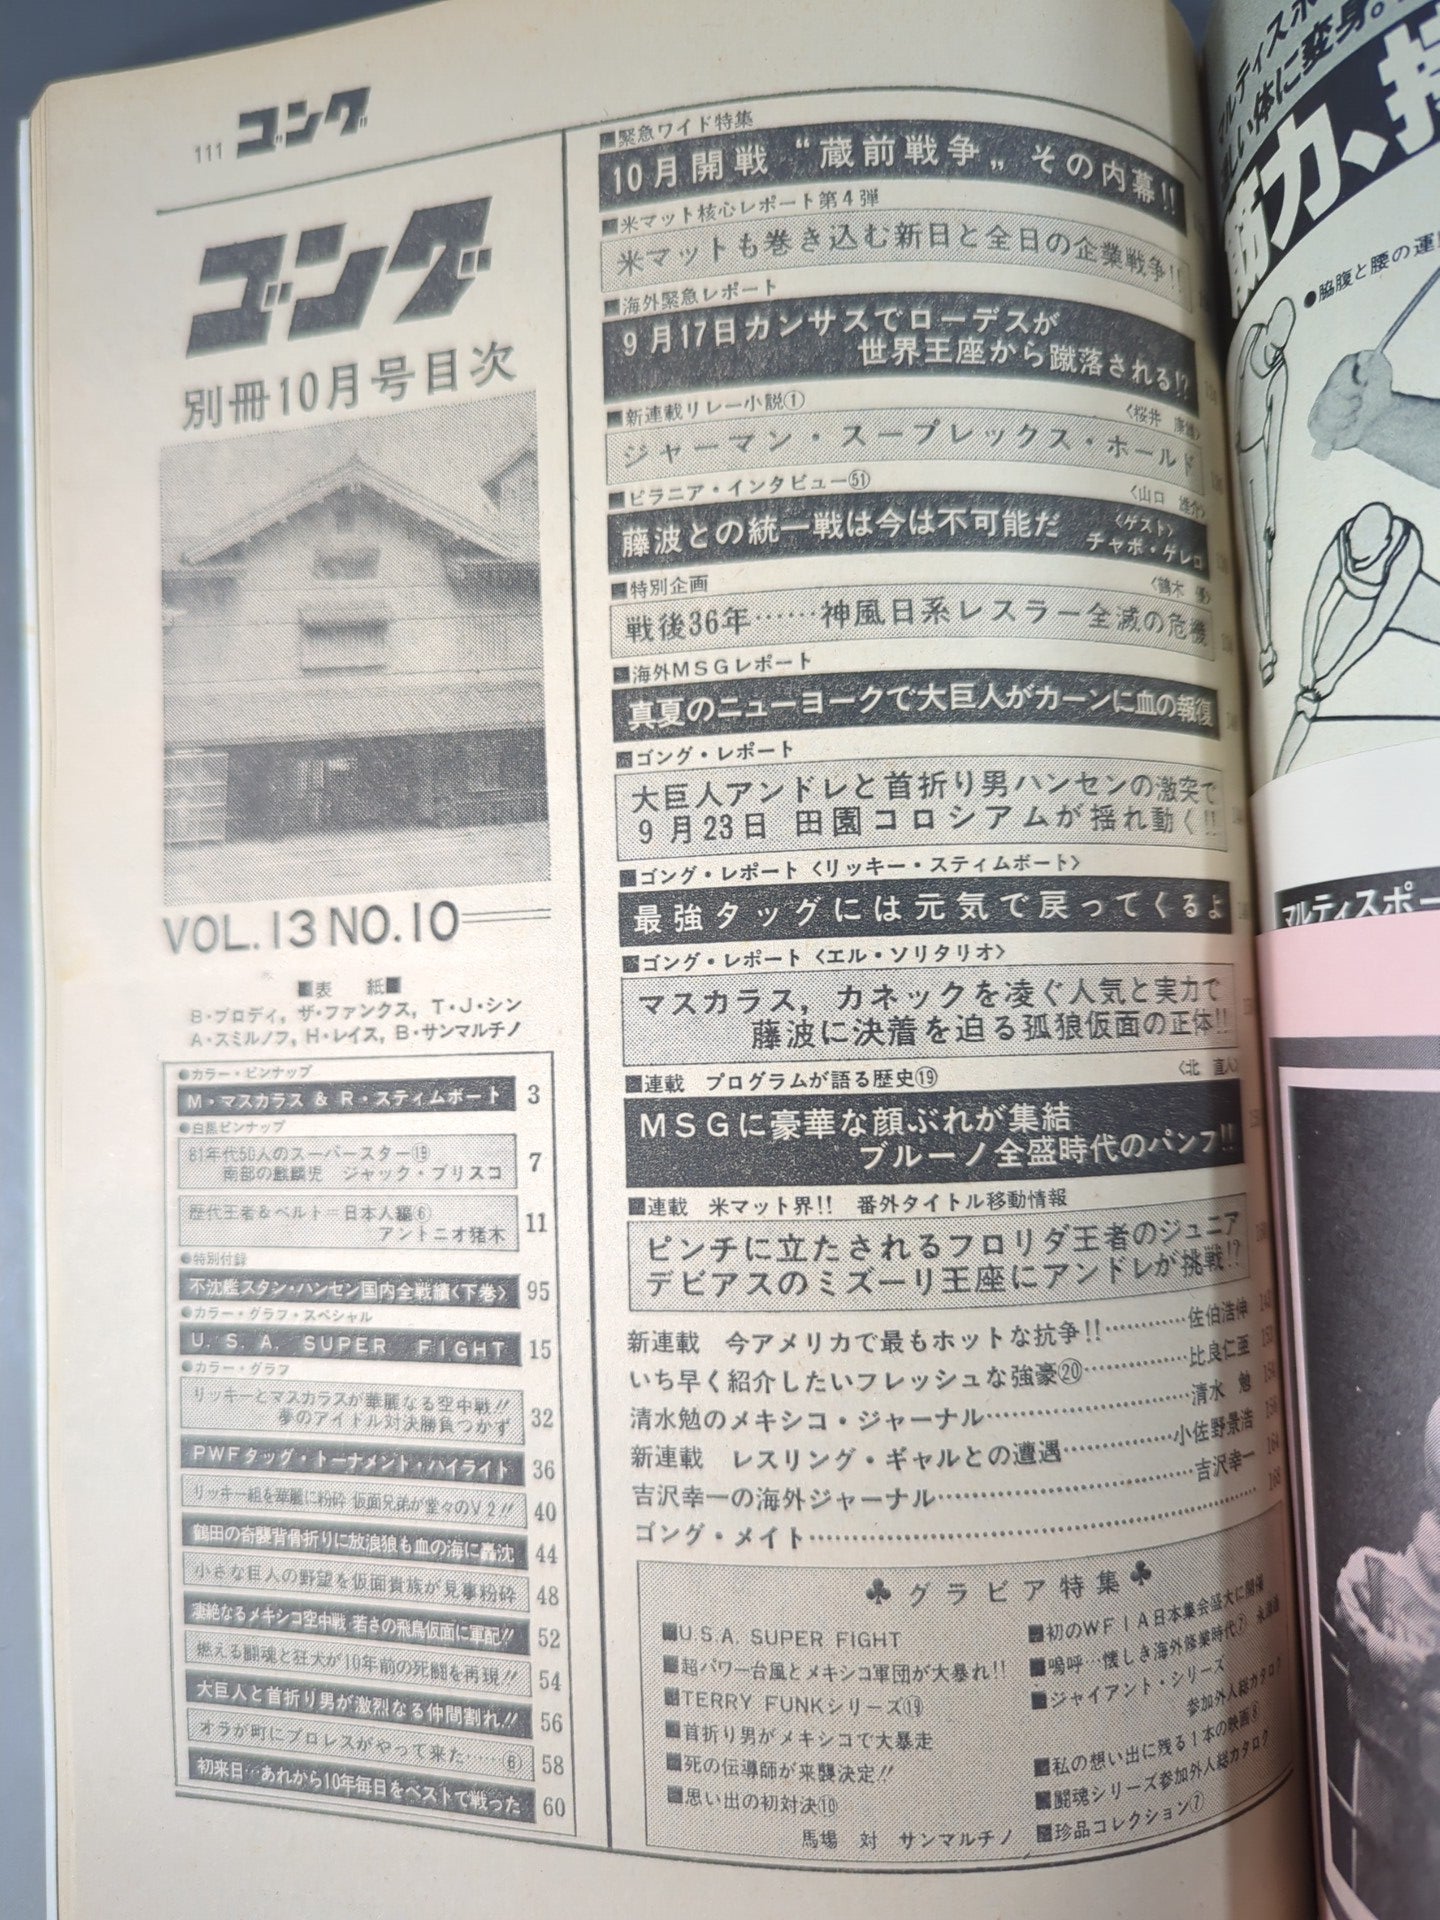 111 ゴング
ゴング
別冊10月号目次
VOL.13 NO.10
■表 紙■
B・ブロディ, ザ・ファンクス, T・J・シン
A・スミルノフ, H・レイス, B・サンマルチノ
●カラー・ピンナップ
M・マスカラス & R・スティムボート 3
●白黒ピンナップ
81年代50人のスーパースター⑲
南部の麒麟児 ジャック・ブリスコ 7
歴代王者&ベルト=日本人編⑥
アントニオ猪木 11
●特別付録
不沈艦スタン・ハンセン国内全戦績〈下巻〉 95
●カラー・グラフ・スペシャル
U.S.A. SUPER FIGHT 15
●カラー・グラフ
リッキーとマスカラスが華麗なる空中戦!!
夢のアイドル対決勝負つかず 32
PWFタッグ・トーナメント・ハイライト 36
リッキー組を華麗に粉砕 仮面兄弟が堂々のV2!! 40
鶴田の奇襲背骨折りに放浪狼も血の海に轟沈 44
小さな巨人の野望を仮面貴族が見事粉砕 48
凄絶なるメキシコ空中戦 若さの飛鳥仮面に軍配!! 52
燃える闘魂と狂犬が10年前の死闘を再現!! 54
大巨人と首折り男が激烈なる仲間割れ!! 56
オラが町にプロレスがやって来た……⑥ 58
初来日…あれから10年毎日をベストで戦った 60
■緊急ワイド特集
10月開戦“蔵前戦争„その内幕!!
■米マット核心レポート第4弾
米マットも巻き込む新日と全日の企業戦争!!
■海外緊急レポート
9月17日カンサスでローデスが
世界王座から蹴落される!?
■新連載リレー小説① 〈桜井 康雄〉
ジャーマン・スープレックス・ホールド
■ピラニア・インタビュー51 〈山口 雄介〉
藤波との統一戦は今は不可能だ 〈ゲスト〉
チャボ・ゲレロ
■特別企画 〈鶴木 優〉
戦後36年……神風日系レスラー全滅の危機
■海外MSGレポート
真夏のニューヨークで大巨人がカーンに血の報復
■ゴング・レポート
大巨人アンドレと首折り男ハンセンの激突で
9月23日 田園コロシアムが揺れ動く!!
■ゴング・レポート〈リッキー・スティムボート〉
最強タッグには元気で戻ってくるよ
■ゴング・レポート〈エル・ソリタリオ〉
マスカラス, カネックを凌ぐ人気と実力で
藤波に決着を迫る孤狼仮面の正体!!
■連載 プログラムが語る歴史⑲ 〈北 直人〉
MSGに豪華な顔ぶれが集結
ブルーノ全盛時代のパンフ!!
■連載 米マット界!! 番外タイトル移動情報
ピンチに立たされるフロリダ王者のジュニア
デビアスのミズーリ王座にアンドレが挑戦!?
新連載 今アメリカで最もホットな抗争!!…………佐伯浩伸
いち早く紹介したいフレッシュな強豪⑳……………比良仁亜
清水勉のメキシコ・ジャーナル……………………清水 勉
新連載 レスリング・ギャルとの遭遇……………小佐野景浩
吉沢幸一の海外ジャーナル…………………………吉沢幸一
ゴング・メイト……………………………………
♣グラビア特集♣
■U.S.A. SUPER FIGHT
■超パワー台風とメキシコ軍団が大暴れ!!
■TERRY FUNKシリーズ⑲
■首折り男がメキシコで大暴走
■死の伝導師が来襲決定!!
■思い出の初対決⑩
馬場 対 サンマルチノ
■初のWFIA日本集会盛大に開催
■嗚呼…懐しき海外修業時代⑦
■ジャイアント・シリーズ
参加外人総カタログ
■私の想い出に残る1本の映画⑧
■闘魂シリーズ参加外人総カタログ
■珍品コレクション⑦
マルティスポ
しい体に変身。
筋力、
●脇腹と腰の運
マルティスポー